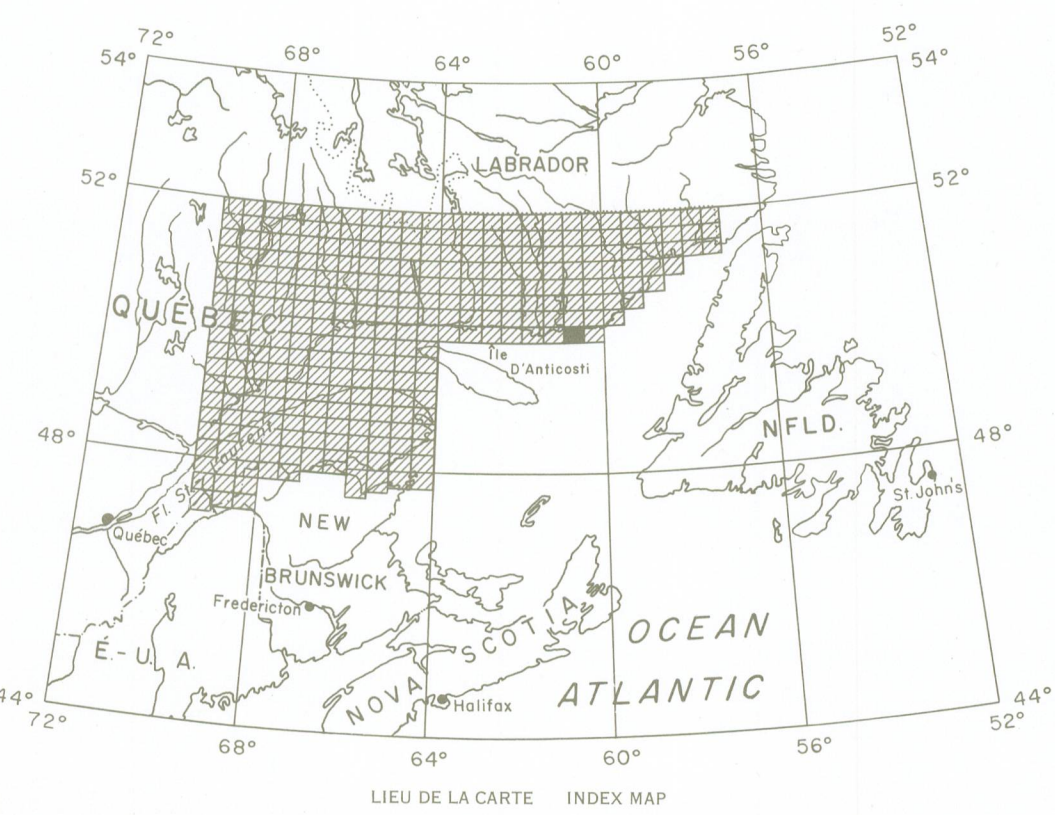 72° 68° 64° 60° 56° 52°
54° 54°
LABRADOR
52° 52°
QUÉBEC
Île
D'Anticosti
NFLD.
48° 48°
St. John's
Fl. St Laurent
Québec
NEW
BRUNSWICK
Fredericton
É.-U. A.
NOVA SCOTIA
Halifax
OCEAN
ATLANTIC
44° 44°
72° 68° 64° 60° 56° 52°
LIEU DE LA CARTE INDEX MAP